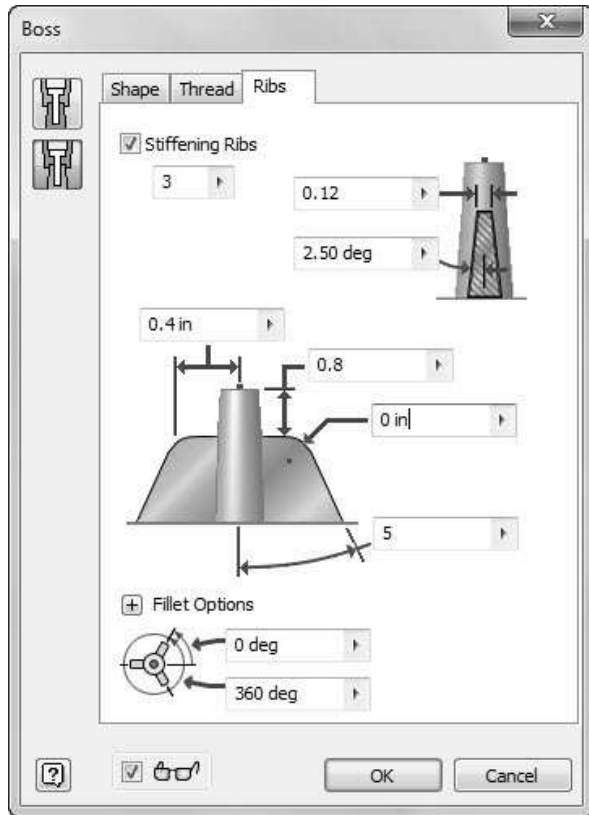 Boss
Shape Thread Ribs
Stiffening Ribs
3
0.12
2.50 deg
0.4 in
0.8
0 in
5
+ Fillet Options
0 deg
360 deg
?
OK Cancel